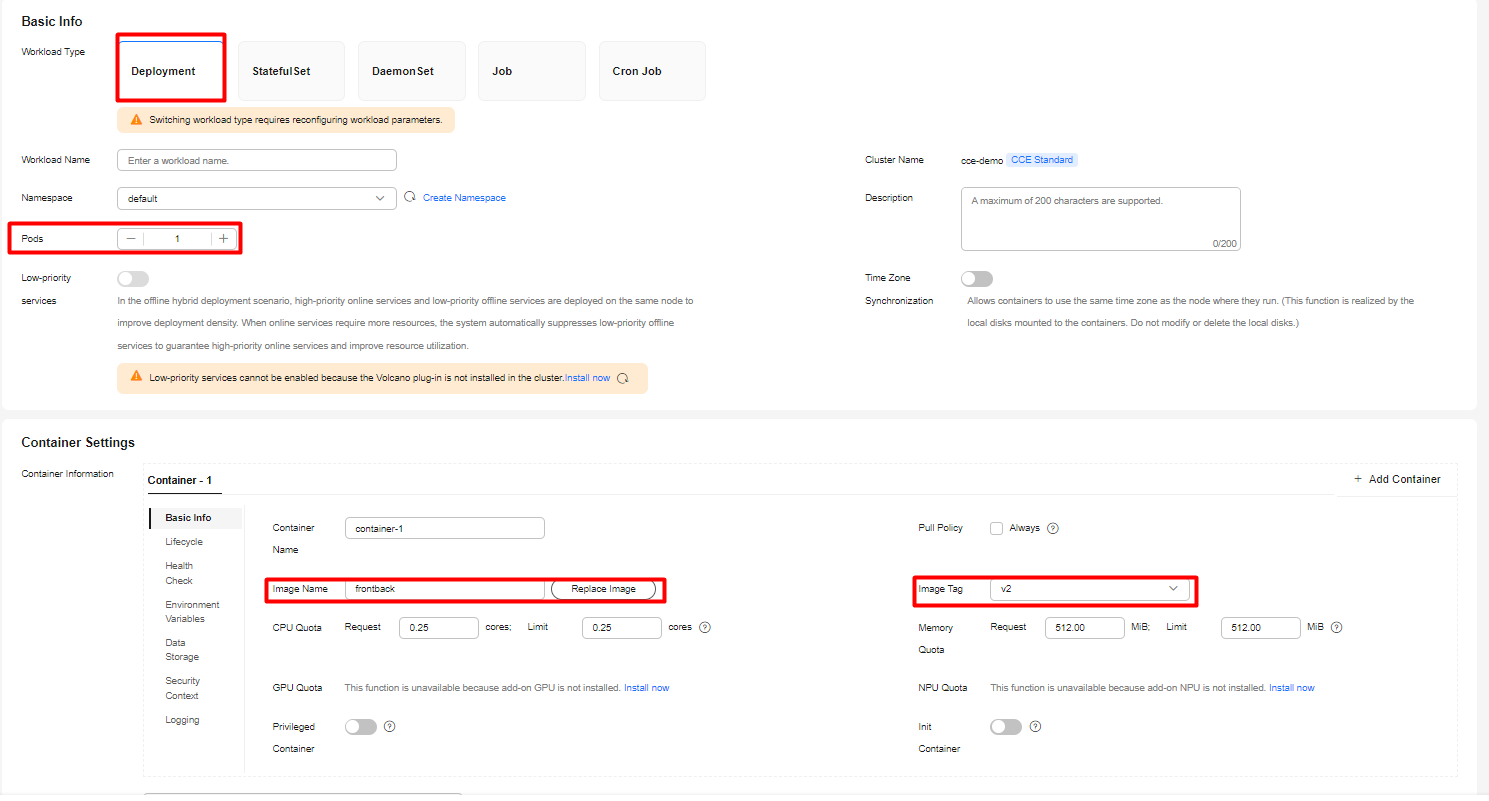 Basic Info
Workload Type
Deployment
StatefulSet
DaemonSet
Job
Cron Job
Switching workload type requires reconfiguring workload parameters.
Workload Name
Enter a workload name.
Cluster Name
cce-demo
CCE Standard
Namespace
default
Create Namespace
Description
A maximum of 200 characters are supported.
0/200
Pods
1
Low-priority
services
In the offline hybrid deployment scenario, high-priority online services and low-priority offline services are deployed on the same node to
improve deployment density. When online services require more resources, the system automatically suppresses low-priority offline
services to guarantee high-priority online services and improve resource utilization.
Time Zone
Synchronization
Allows containers to use the same time zone as the node where they run. (This function is realized by the
local disks mounted to the containers. Do not modify or delete the local disks.)
Low-priority services cannot be enabled because the Volcano plug-in is not installed in the cluster.Install now
Container Settings
Container Information
Container - 1
+ Add Container
Basic Info
Lifecycle
Health
Check
Environment
Variables
Data
Storage
Security
Context
Logging
Container
Name
container-1
Pull Policy
Always
Image Name
frontback
Replace Image
Image Tag
v2
CPU Quota
Request
0.25
cores;
Limit
0.25
cores
Memory
Quota
Request
512.00
MiB;
Limit
512.00
MiB
GPU Quota
This function is unavailable because add-on GPU is not installed. Install now
NPU Quota
This function is unavailable because add-on NPU is not installed. Install now
Privileged
Container
Init
Container